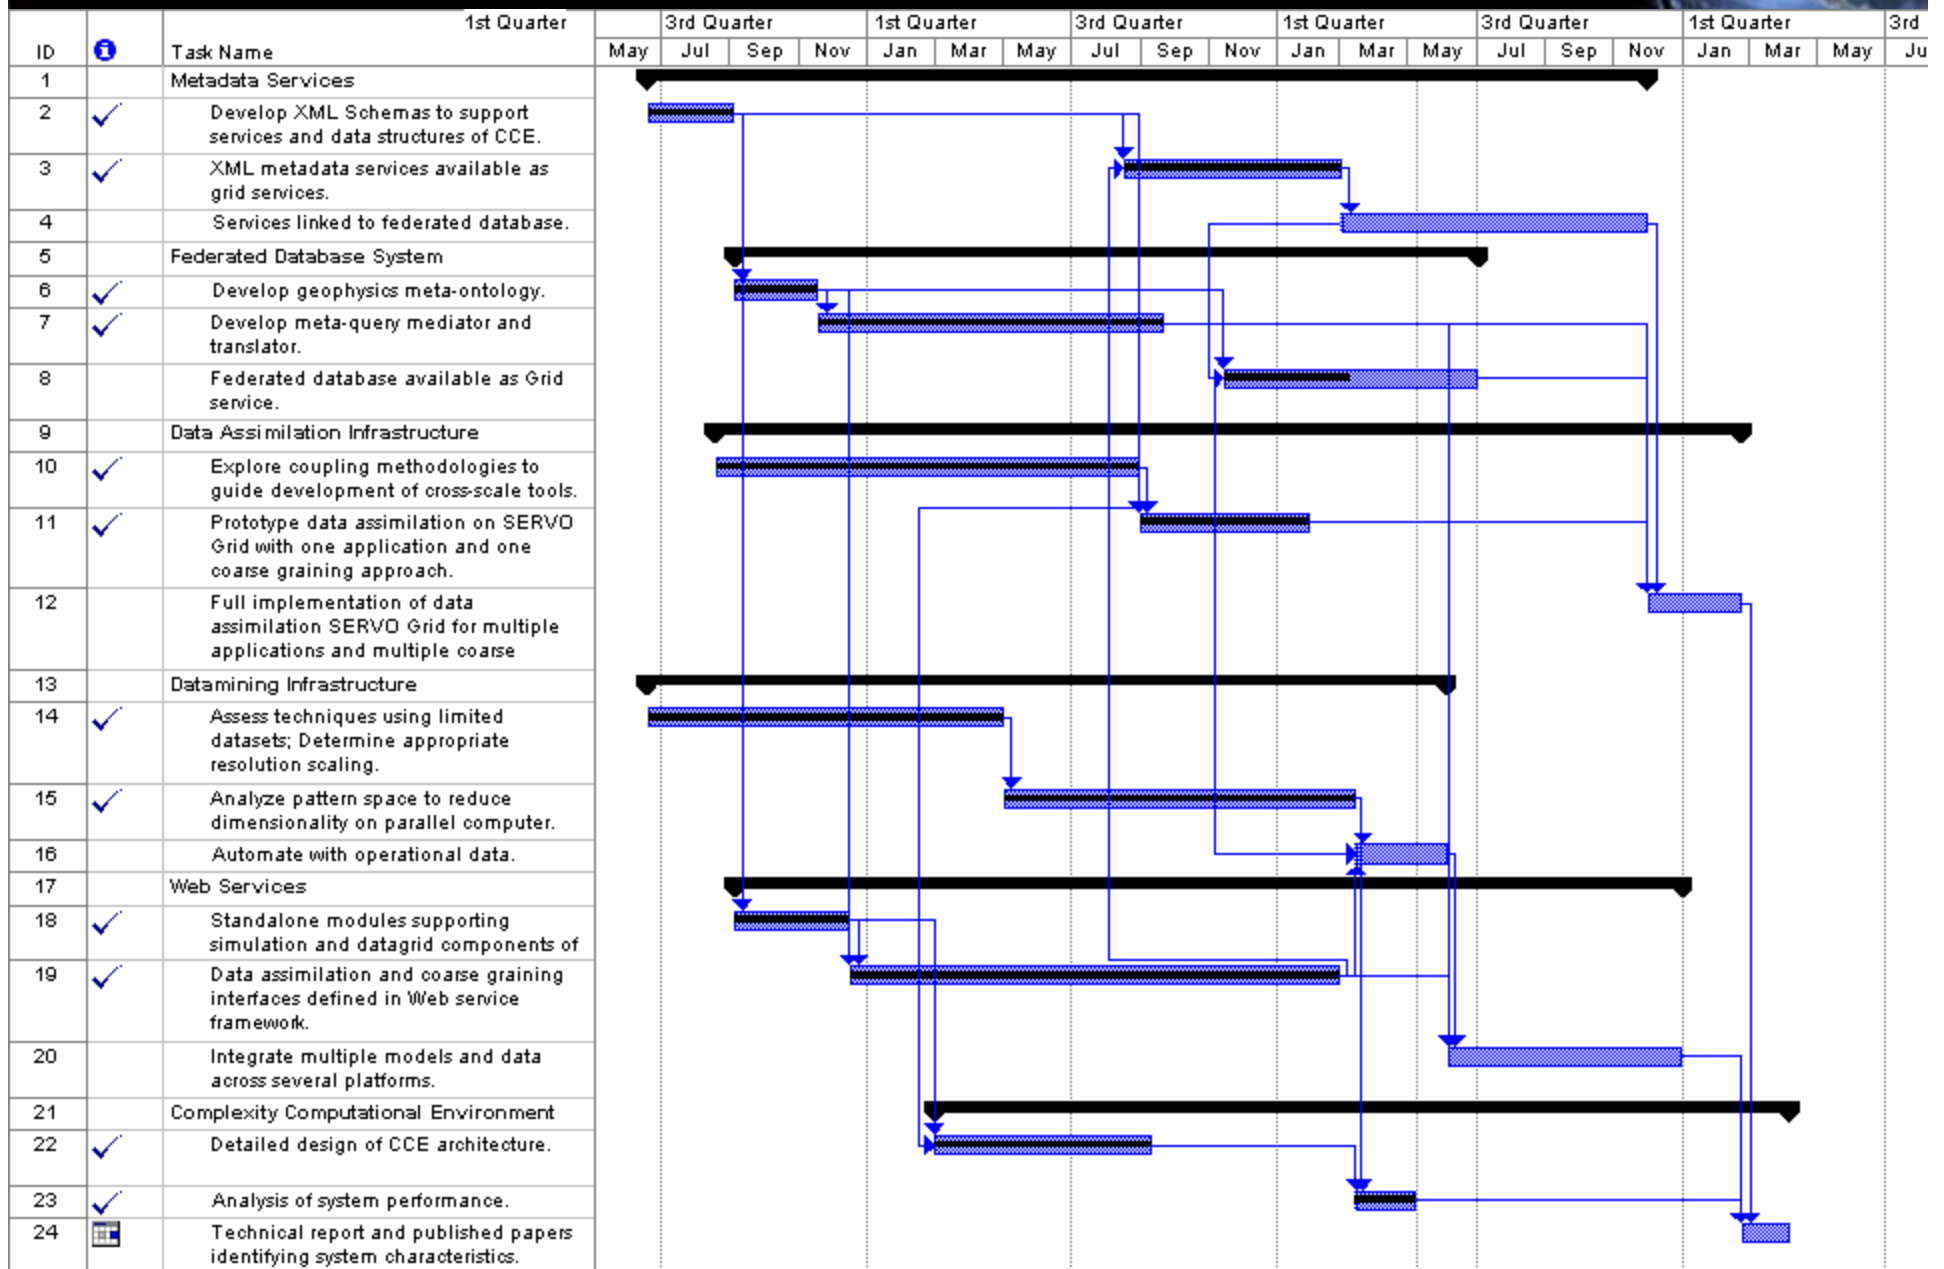 1st Quarter 3rd Quarter 1st Quarter 3rd Quarter 1st Quarter 3rd Quarter 1st Quarter 3rd
ID Task Name May Jul Sep Nov Jan Mar May Jul Sep Nov Jan Mar May Jul Sep Nov Jan Mar May Ju
1 Metadata Services
2 Develop XML Schemas to support
services and data structures of CCE.
3 XML metadata services available as
grid services.
4 Services linked to federated database.
5 Federated Database System
6 Develop geophysics meta-ontology.
7 Develop meta-query mediator and
translator.
8 Federated database available as Grid
service.
9 Data Assimilation Infrastructure
10 Explore coupling methodologies to
guide development of cross-scale tools.
11 Prototype data assimilation on SERVO
Grid with one application and one
coarse graining approach.
12 Full implementation of data
assimilation SERVO Grid for multiple
applications and multiple coarse
13 Datamining Infrastructure
14 Assess techniques using limited
datasets; Determine appropriate
resolution scaling.
15 Analyze pattern space to reduce
dimensionality on parallel computer.
16 Automate with operational data.
17 Web Services
18 Standalone modules supporting
simulation and datagrid components of
19 Data assimilation and coarse graining
interfaces defined in Web service
framework.
20 Integrate multiple models and data
across several platforms.
21 Complexity Computational Environment
22 Detailed design of CCE architecture.
23 Analysis of system performance.
24 Technical report and published papers
identifying system characteristics.